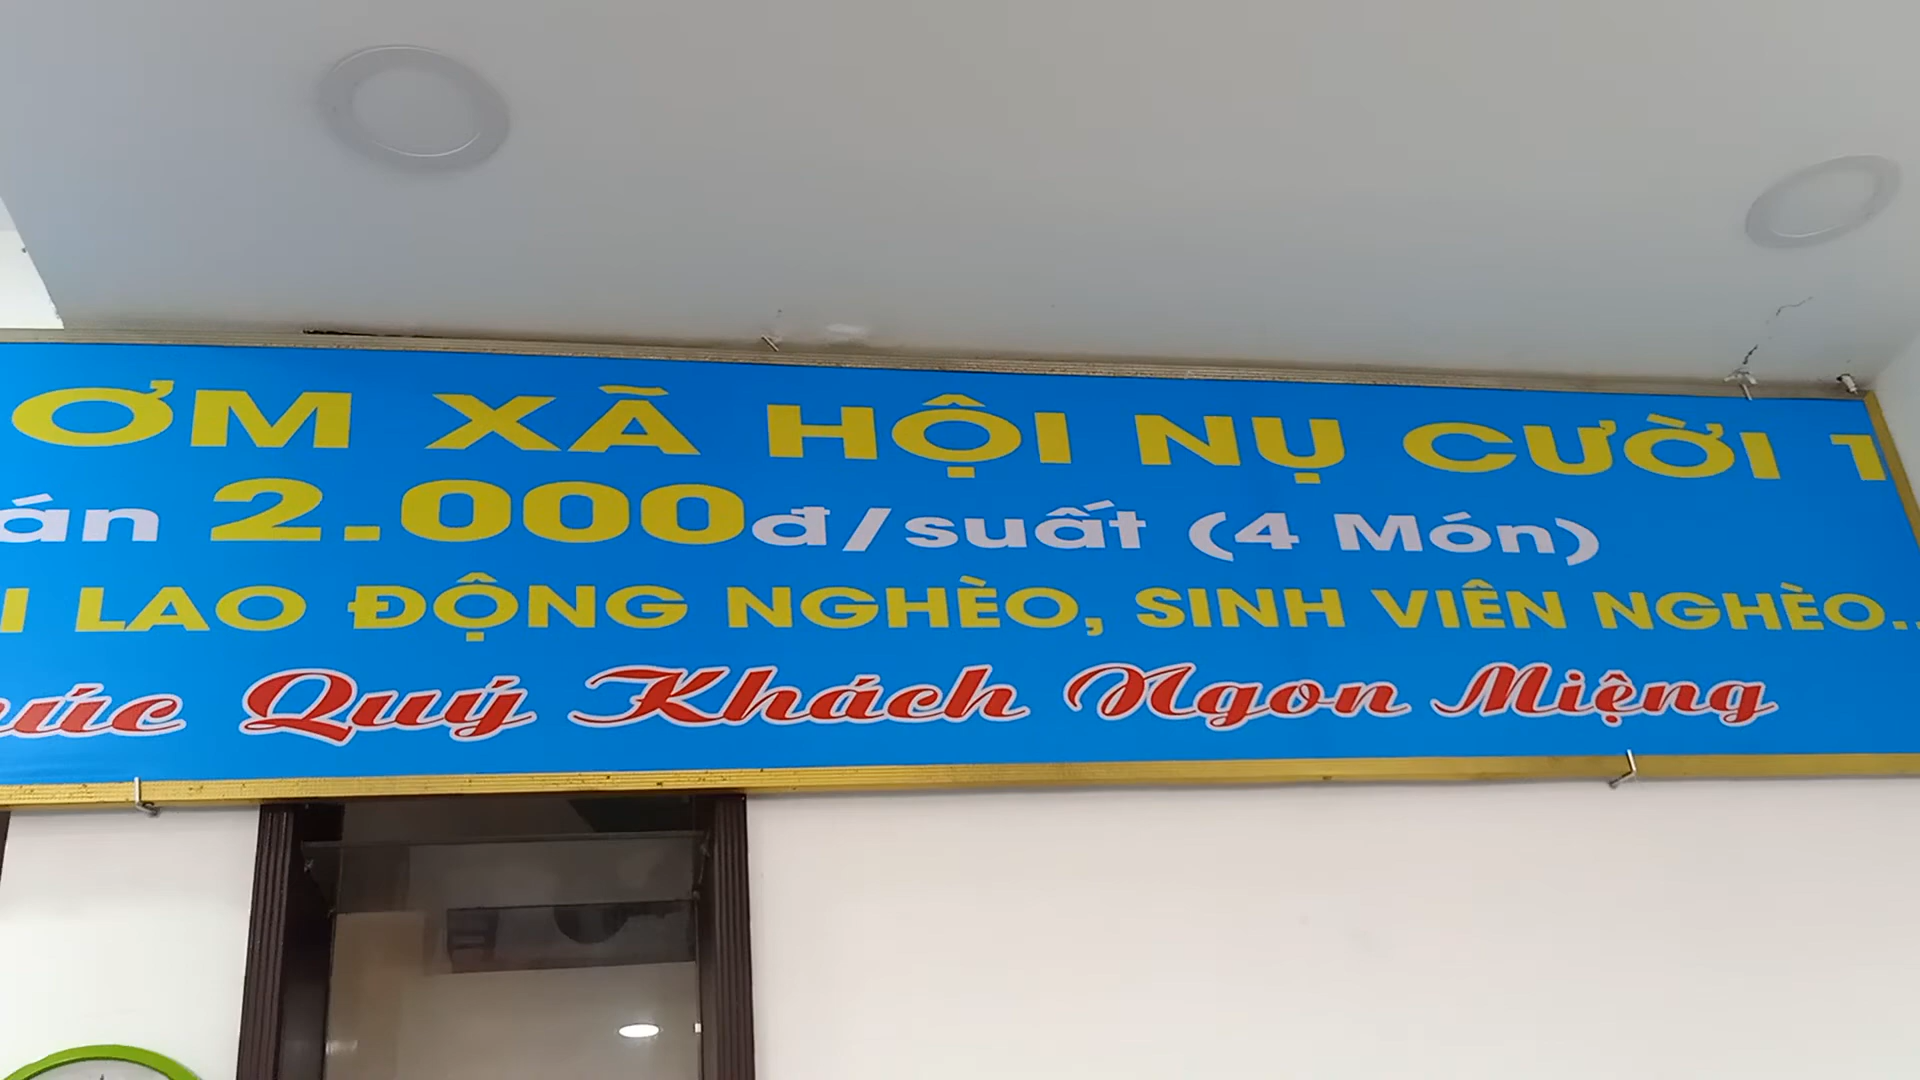 ƠM XÃ HỘI NỤ CƯỜI 1
án 2.000đ/suất (4 Món)
I LAO ĐỘNG NGHÈO, SINH VIÊN NGHÈO..
úc Quý Khách Ngon Miệng